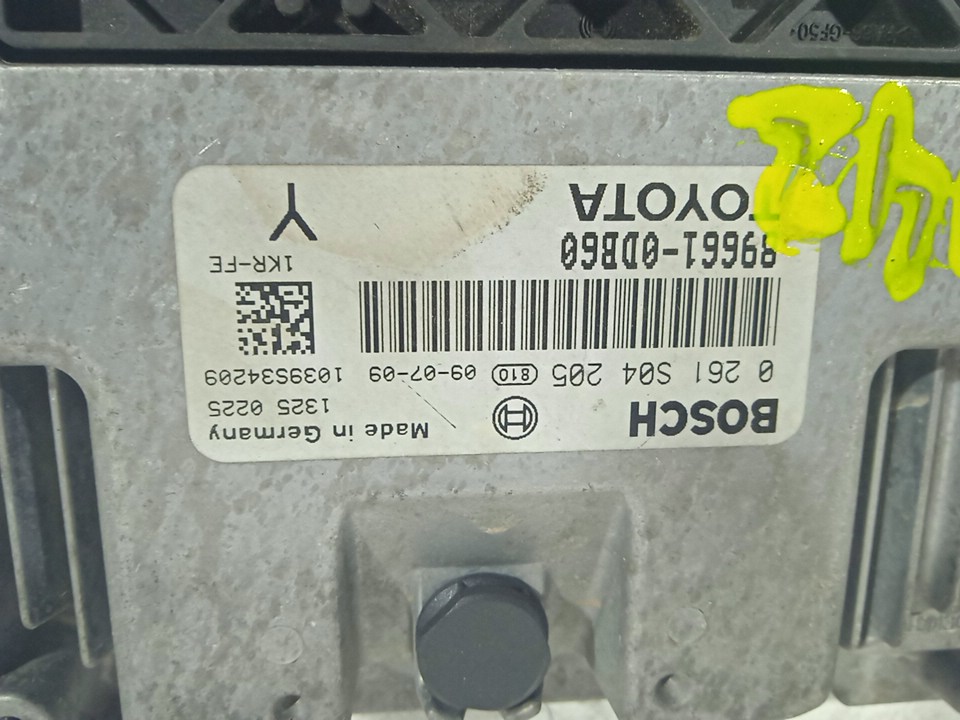 BOSCH Made in Germany
1325 0225
0 261 S04 205 810 09-07-09 1039S34209
89661-0DB60 1KR-FE
TOYOTA Y